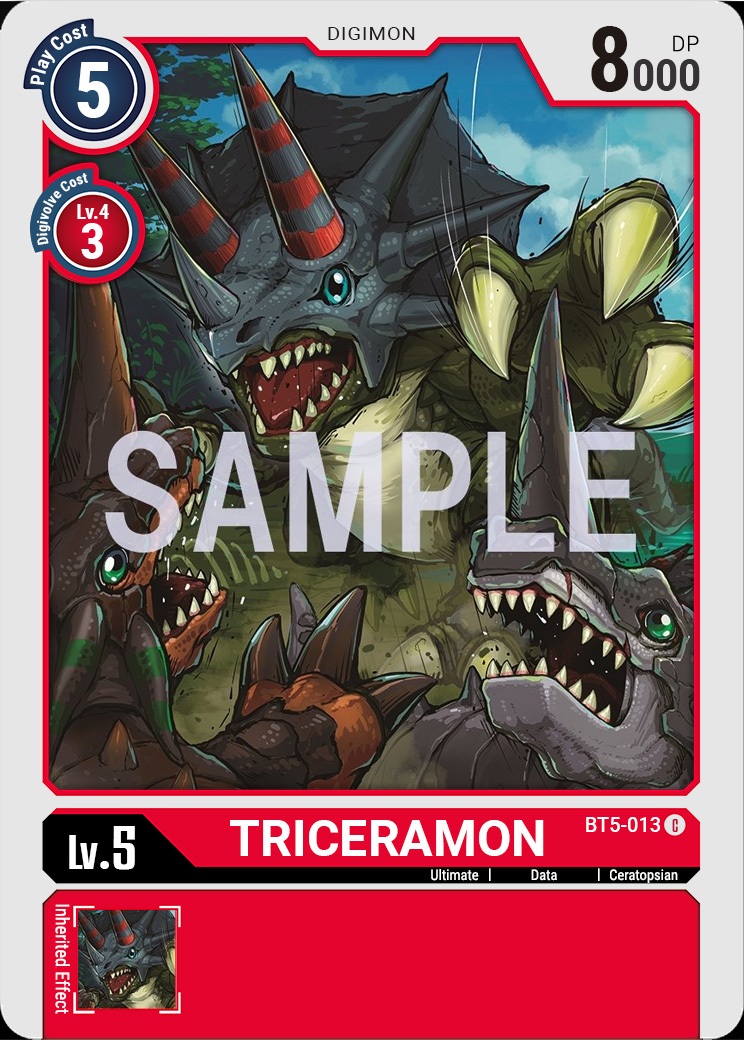 DIGIMON
Play Cost
5
DP
8000
Digivolve Cost
Lv.4
3
SAMPLE
Lv.5
TRICERAMON
BT5-013 C
Ultimate | Data | Ceratopsian
Inherited Effect